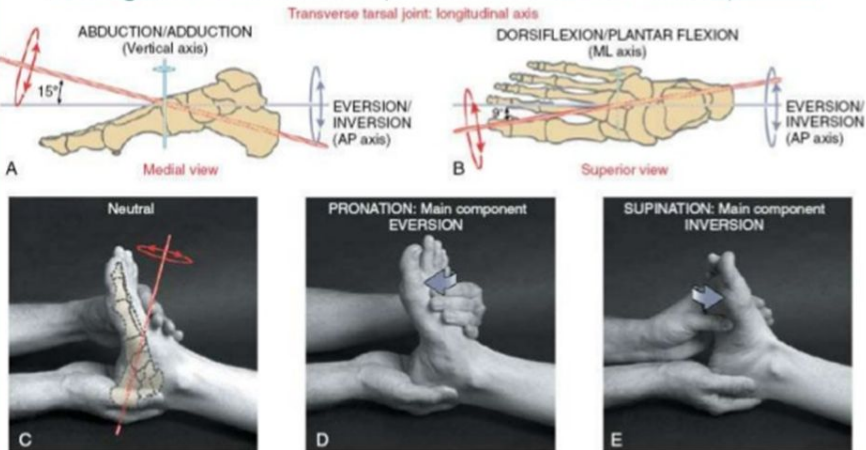 Transverse tarsal joint: longitudinal axis
ABDUCTION/ADDUCTION
(Vertical axis)
15°
EVERSION/
INVERSION
(AP axis)
A
Medial view
DORSIFLEXION/PLANTAR FLEXION
(ML axis)
9°
EVERSION/
INVERSION
(AP axis)
B
Superior view
Neutral
C
PRONATION: Main component
EVERSION
D
SUPINATION: Main component
INVERSION
E